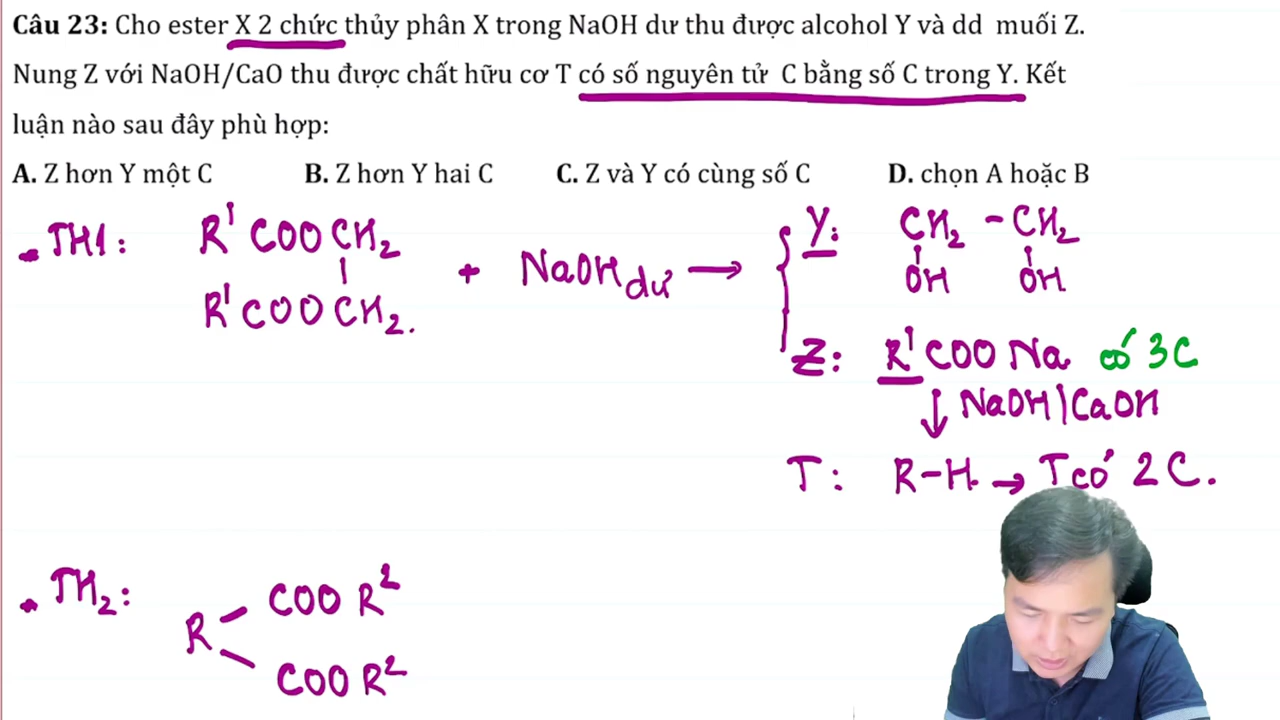 Câu 23: Cho ester X 2 chức thủy phân X trong NaOH dư thu được alcohol Y và dd muối Z.
Nung Z với NaOH/CaO thu được chất hữu cơ T có số nguyên tử C bằng số C trong Y. Kết
luận nào sau đây phù hợp:
A. Z hơn Y một C B. Z hơn Y hai C C. Z và Y có cùng số C D. chọn A hoặc B
TH1: R¹COOCH₂ + NaOH dư → Y: CH₂ - CH₂
OH OH
R¹COOCH₂.
Z: R¹COONa có 3C
↓ NaOH/CaOH
T: R-H → T có 2C.
TH₂: R COOR²
COOR²